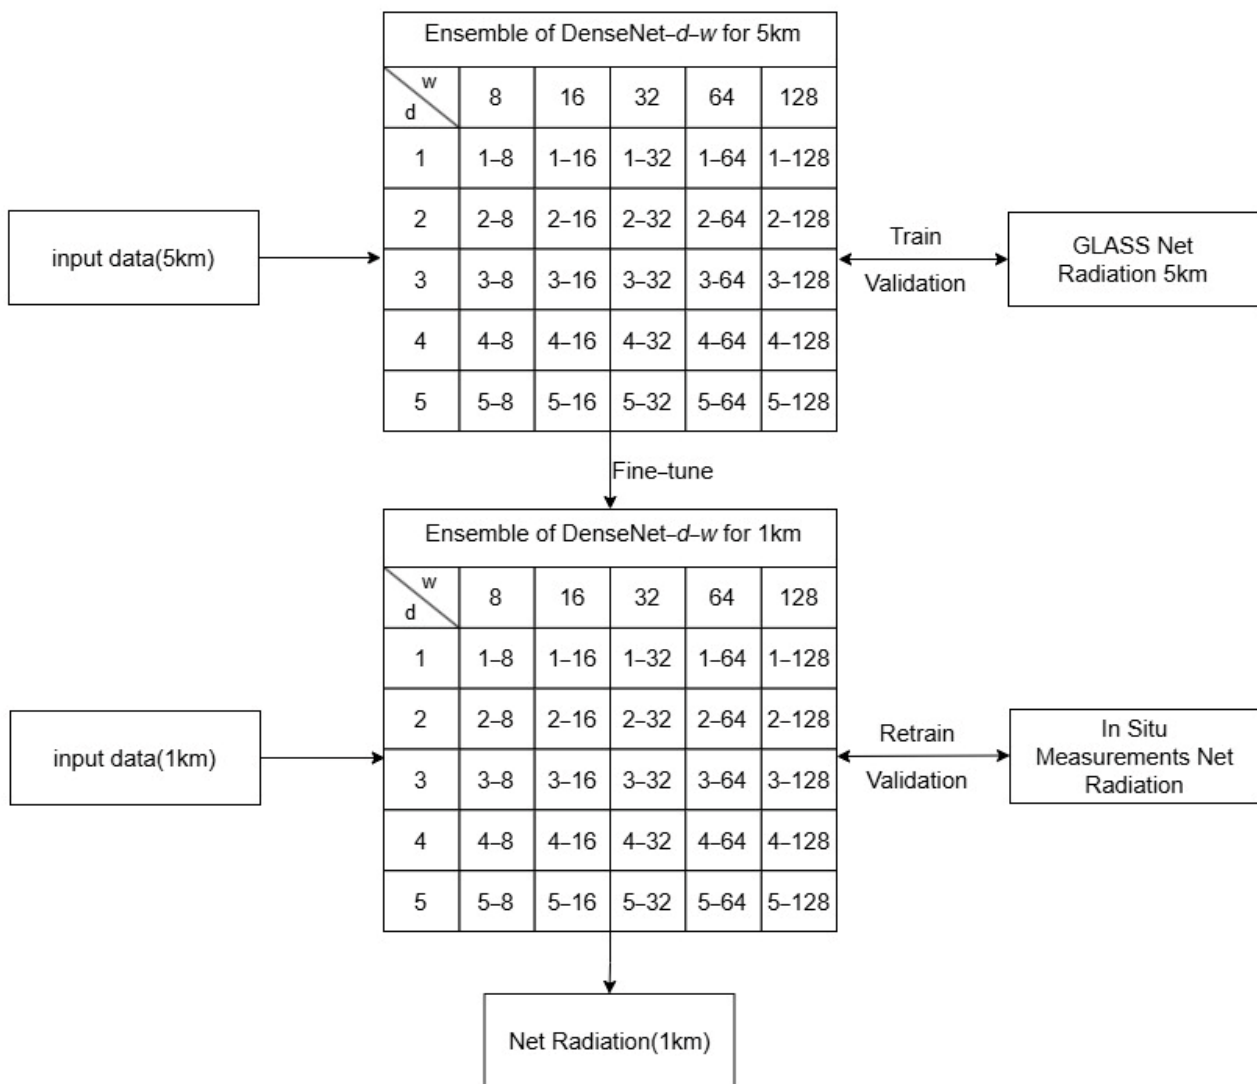 Ensemble of DenseNet–d–w for 5km
w
d
8 16 32 64 128
1 1–8 1–16 1–32 1–64 1–128
2 2–8 2–16 2–32 2–64 2–128
3 3–8 3–16 3–32 3-64 3–128
4 4–8 4–16 4–32 4–64 4–128
5 5–8 5–16 5–32 5–64 5–128
input data(5km)
Train
Validation
GLASS Net
Radiation 5km
Fine–tune
Ensemble of DenseNet–d–w for 1km
w
d
8 16 32 64 128
1 1–8 1–16 1–32 1–64 1–128
2 2–8 2–16 2–32 2–64 2–128
3 3–8 3–16 3–32 3–64 3–128
4 4–8 4–16 4–32 4–64 4–128
5 5–8 5–16 5–32 5–64 5–128
input data(1km)
Retrain
Validation
In Situ
Measurements Net
Radiation
Net Radiation(1km)